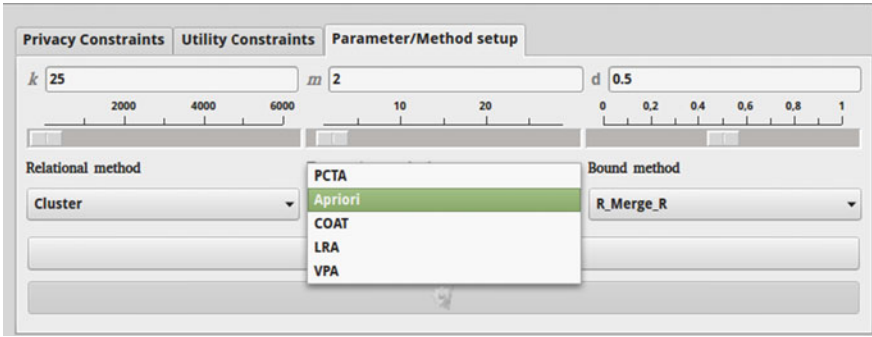 Privacy Constraints Utility Constraints Parameter/Method setup
k 25 m 2 d 0.5
2000 4000 6000 10 20 0 0,2 0.4 0,6 0,8 1
Relational method Bound method
PCTA
Cluster Apriori R_Merge_R
COAT
LRA
VPA